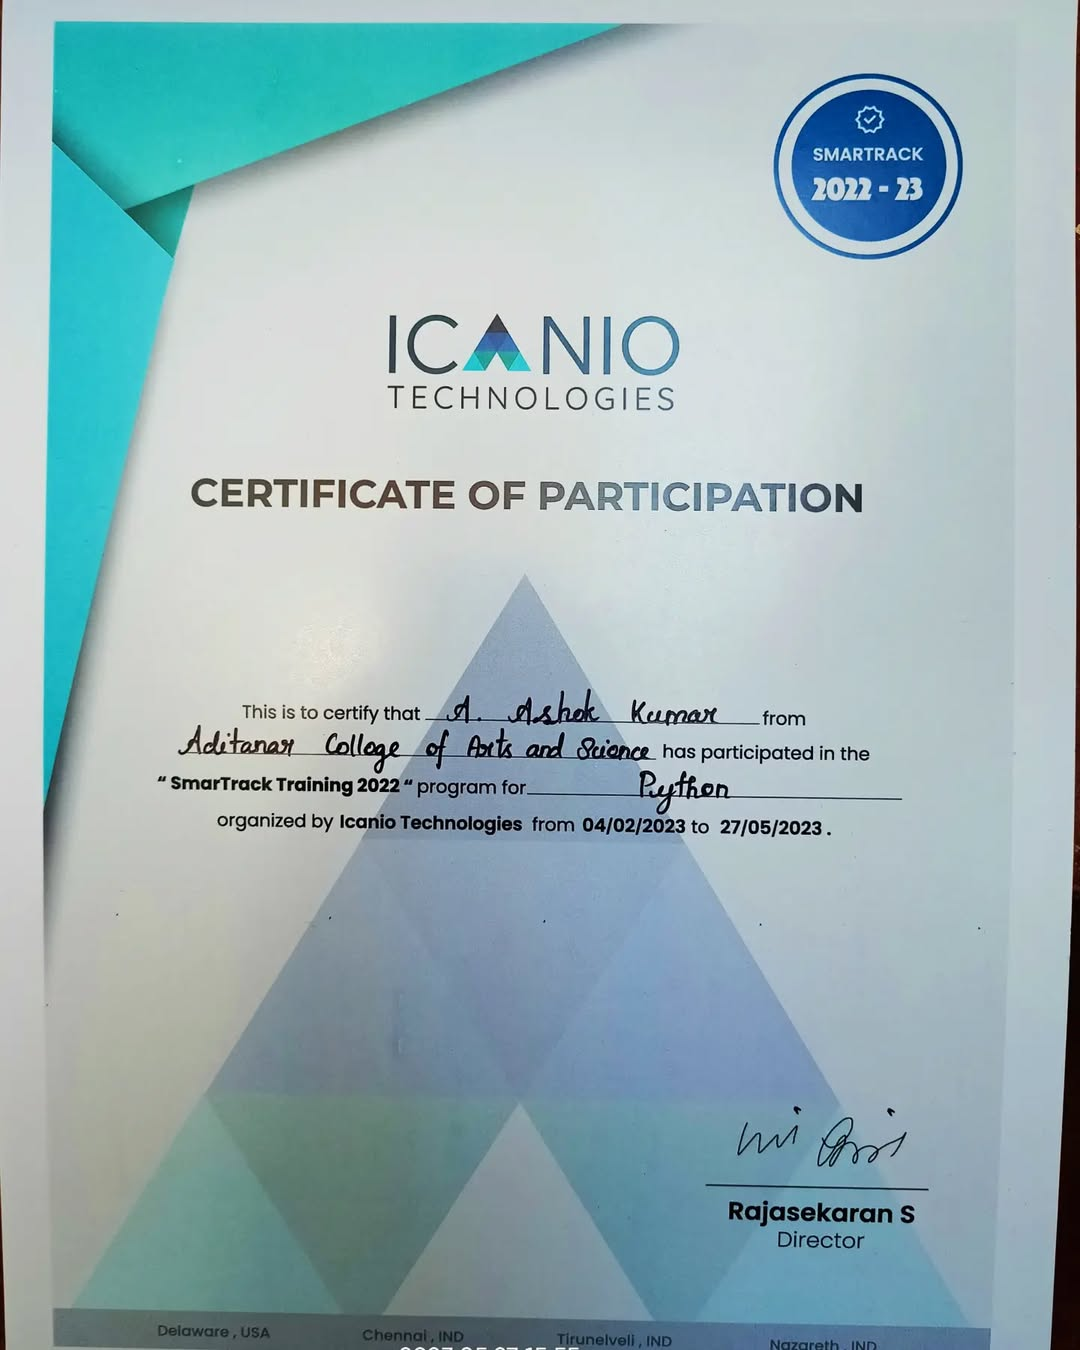 SMARTRACK
2022 - 23
ICANIO
TECHNOLOGIES
CERTIFICATE OF PARTICIPATION
This is to certify that A. Ashok Kumar from
Aditanar College of Arts and Science has participated in the
“ SmarTrack Training 2022 “ program for Python
organized by Icanio Technologies from 04/02/2023 to 27/05/2023 .
Rajasekaran S
Director
Delaware , USA Chennai , IND Tirunelveli , IND Nazareth , IND